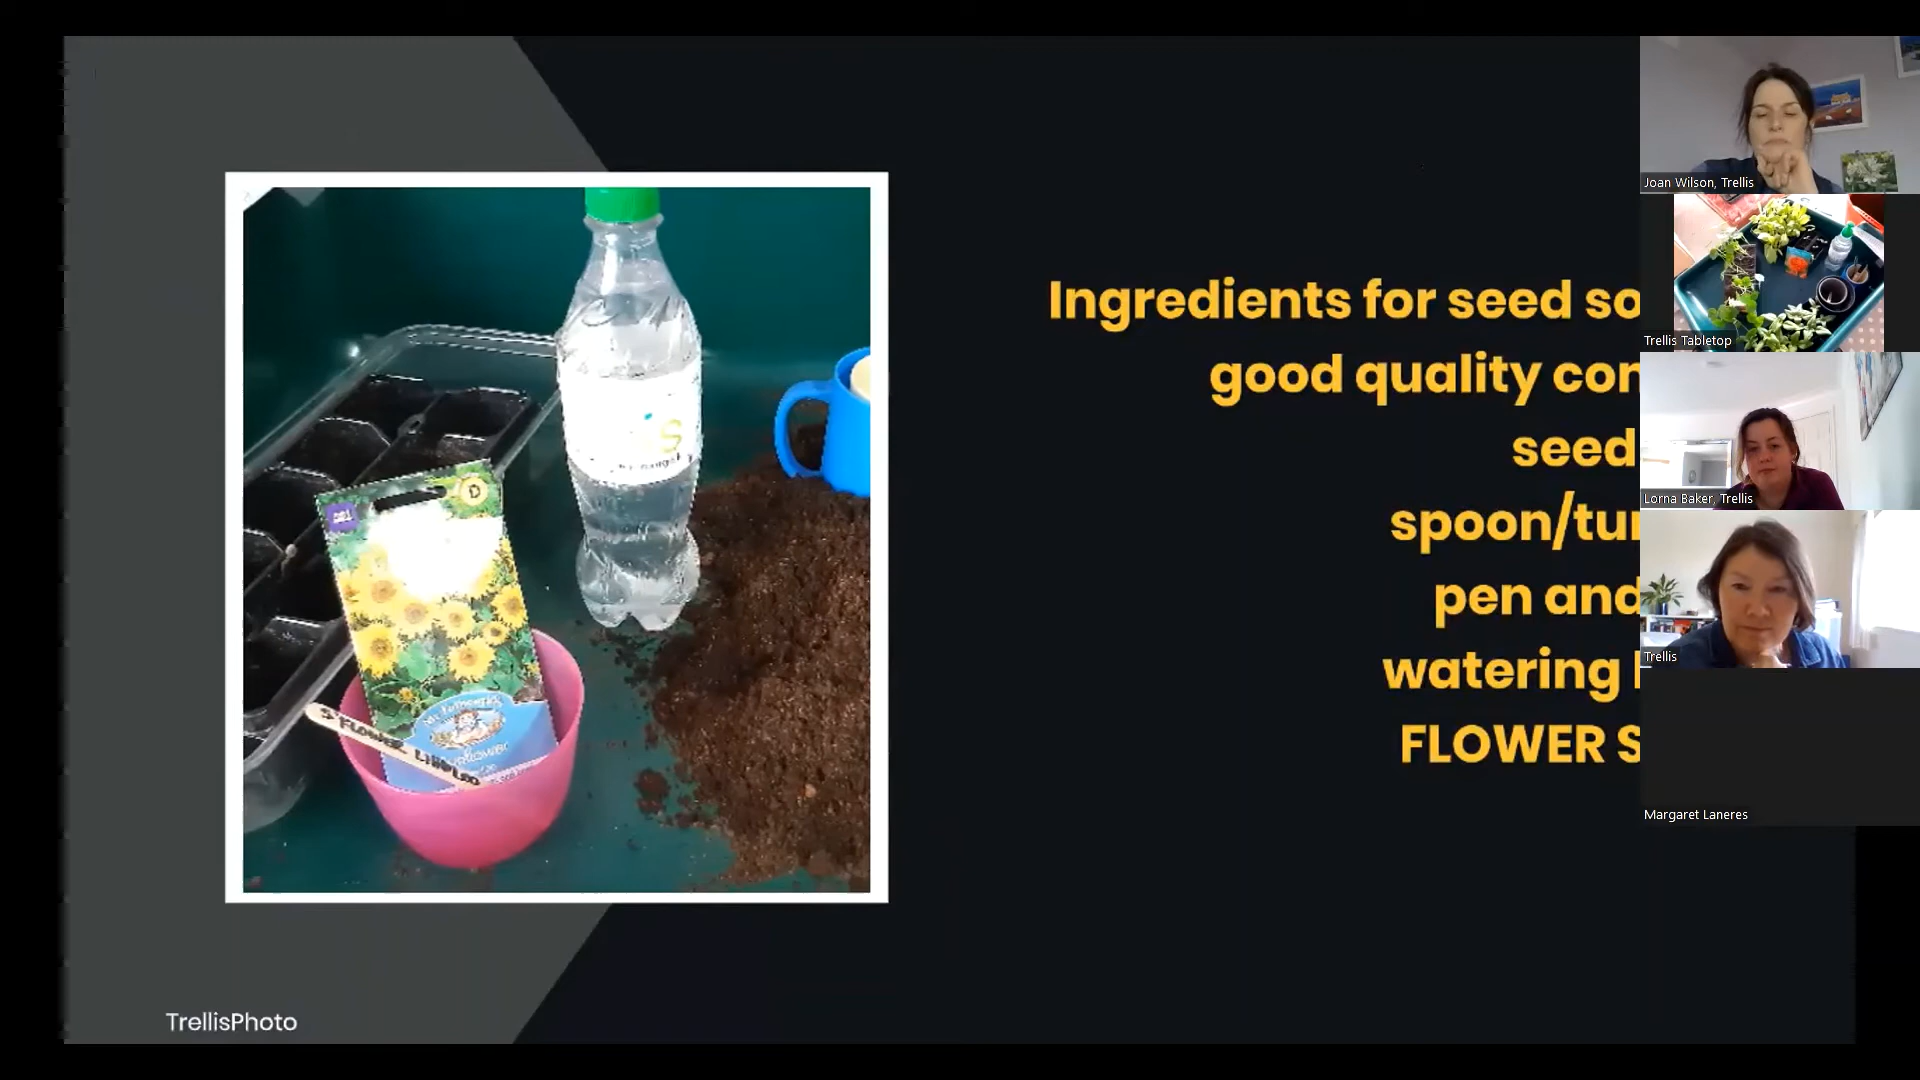 Ingredients for seed so
good quality con
seed
spoon/tur
pen and
watering
FLOWER S
TrellisPhoto
Joan Wilson, Trellis
Trellis Tabletop
Lorna Baker, Trellis
Trellis
Margaret Laneres